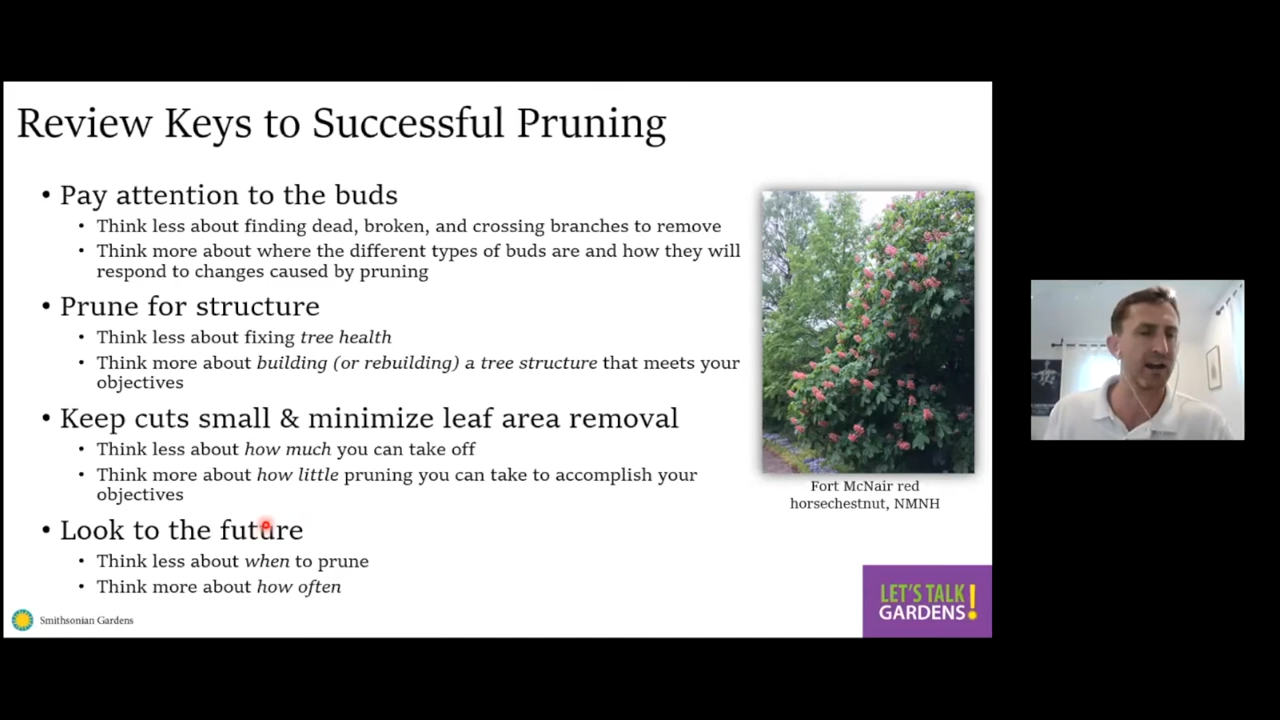 Review Keys to Successful Pruning
• Pay attention to the buds
• Think less about finding dead, broken, and crossing branches to remove
• Think more about where the different types of buds are and how they will
respond to changes caused by pruning
• Prune for structure
• Think less about fixing tree health
• Think more about building (or rebuilding) a tree structure that meets your
objectives
• Keep cuts small & minimize leaf area removal
• Think less about how much you can take off
• Think more about how little pruning you can take to accomplish your
objectives
• Look to the future
• Think less about when to prune
• Think more about how often
Fort McNair red
horsechestnut, NMNH
LET'S TALK
GARDENS!
Smithsonian Gardens